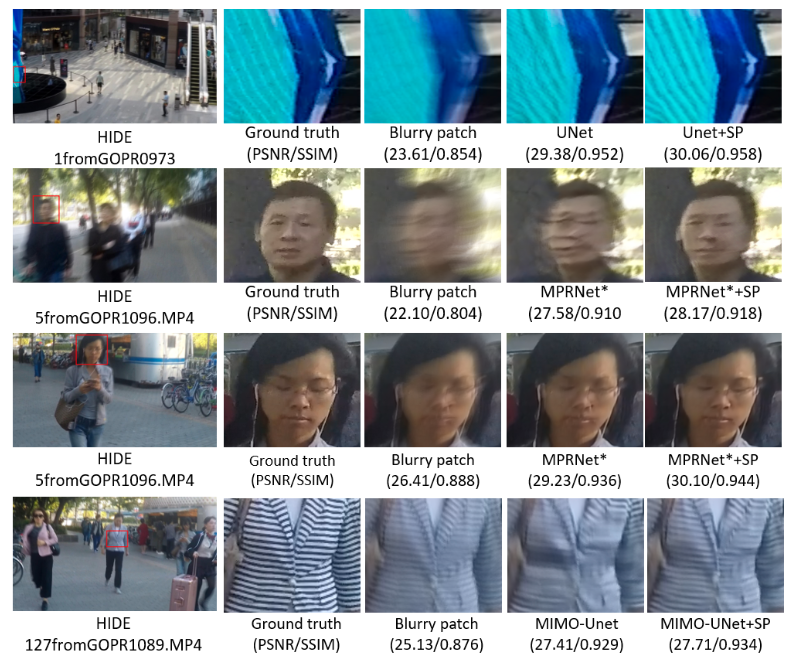 Ground truth Blurry patch UNet Unet+SP
HIDE
1fromGOPR0973
(PSNR/SSIM) (23.61/0.854) (29.38/0.952) (30.06/0.958)
HIDE
5fromGOPR1096.MP4
Ground truth Blurry patch MPRNet* MPRNet*+SP
(PSNR/SSIM) (22.10/0.804) (27.58/0.910 (28.17/0.918)
HIDE
5fromGOPR1096.MP4
Ground truth Blurry patch MPRNet* MPRNet*+SP
(PSNR/SSIM) (26.41/0.888) (29.23/0.936) (30.10/0.944)
HIDE
127fromGOPR1089.MP4
Ground truth Blurry patch MIMO-Unet MIMO-UNet+SP
(PSNR/SSIM) (25.13/0.876) (27.41/0.929) (27.71/0.934)